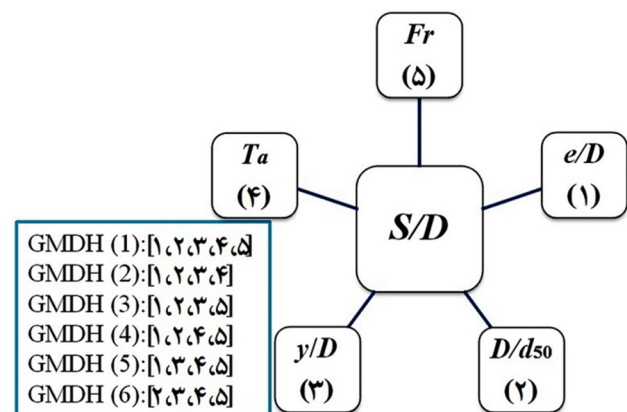 Fr
(۵)
Ta
(۴)
e/D
(۱)
S/D
GMDH (1):[۱،۲،۳،۴،۵]
GMDH (2):[۱،۲،۳،۴]
GMDH (3):[۱،۲،۳،۵]
GMDH (4):[۱،۲،۴،۵]
GMDH (5):[۱،۳،۴،۵]
GMDH (6):[۲،۳،۴،۵]
y/D
(۳)
D/d50
(۲)